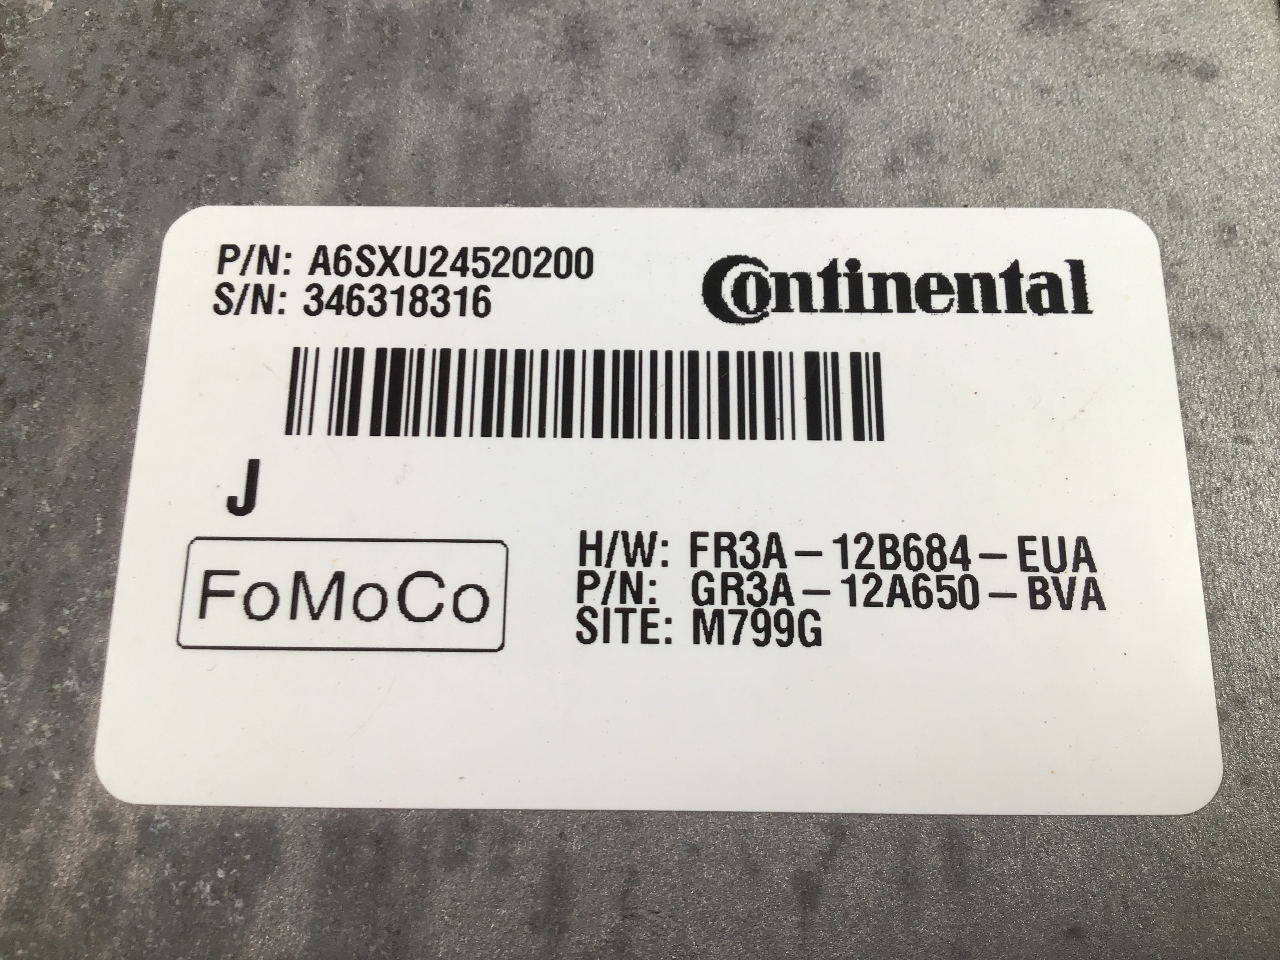 P/N: A6SXU24520200
S/N: 346318316
Continental
J
FoMoCo
H/W: FR3A-12B684-EUA
P/N: GR3A-12A650-BVA
SITE: M799G